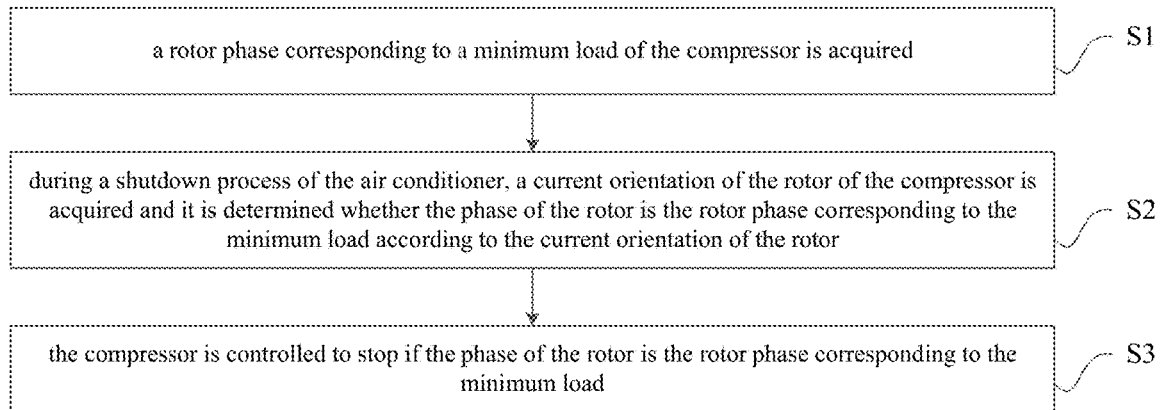 a rotor phase corresponding to a minimum load of the compressor is acquired
S1
during a shutdown process of the air conditioner, a current orientation of the rotor of the compressor is
acquired and it is determined whether the phase of the rotor is the rotor phase corresponding to the
minimum load according to the current orientation of the rotor
S2
the compressor is controlled to stop if the phase of the rotor is the rotor phase corresponding to the
minimum load
S3